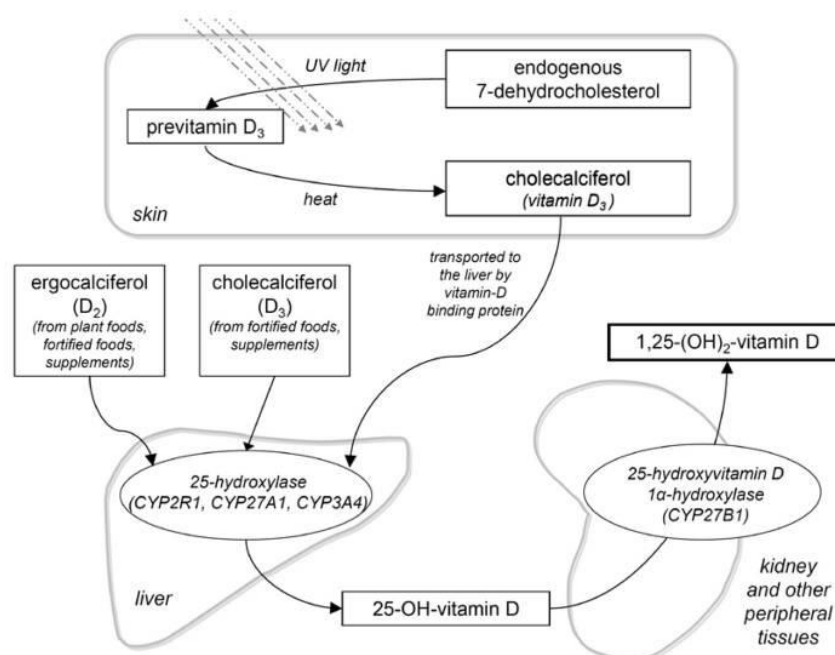 UV light
endogenous
7-dehydrocholesterol
previtamin D₃
heat
cholecalciferol
(vitamin D₃)
skin
transported to
the liver by
vitamin-D
binding protein
ergocalciferol
(D₂)
(from plant foods,
fortified foods,
supplements)
cholecalciferol
(D₃)
(from fortified foods,
supplements)
1,25-(OH)₂-vitamin D
25-hydroxylase
(CYP2R1, CYP27A1, CYP3A4)
liver
25-hydroxyvitamin D
1α-hydroxylase
(CYP27B1)
25-OH-vitamin D
kidney
and other
peripheral
tissues